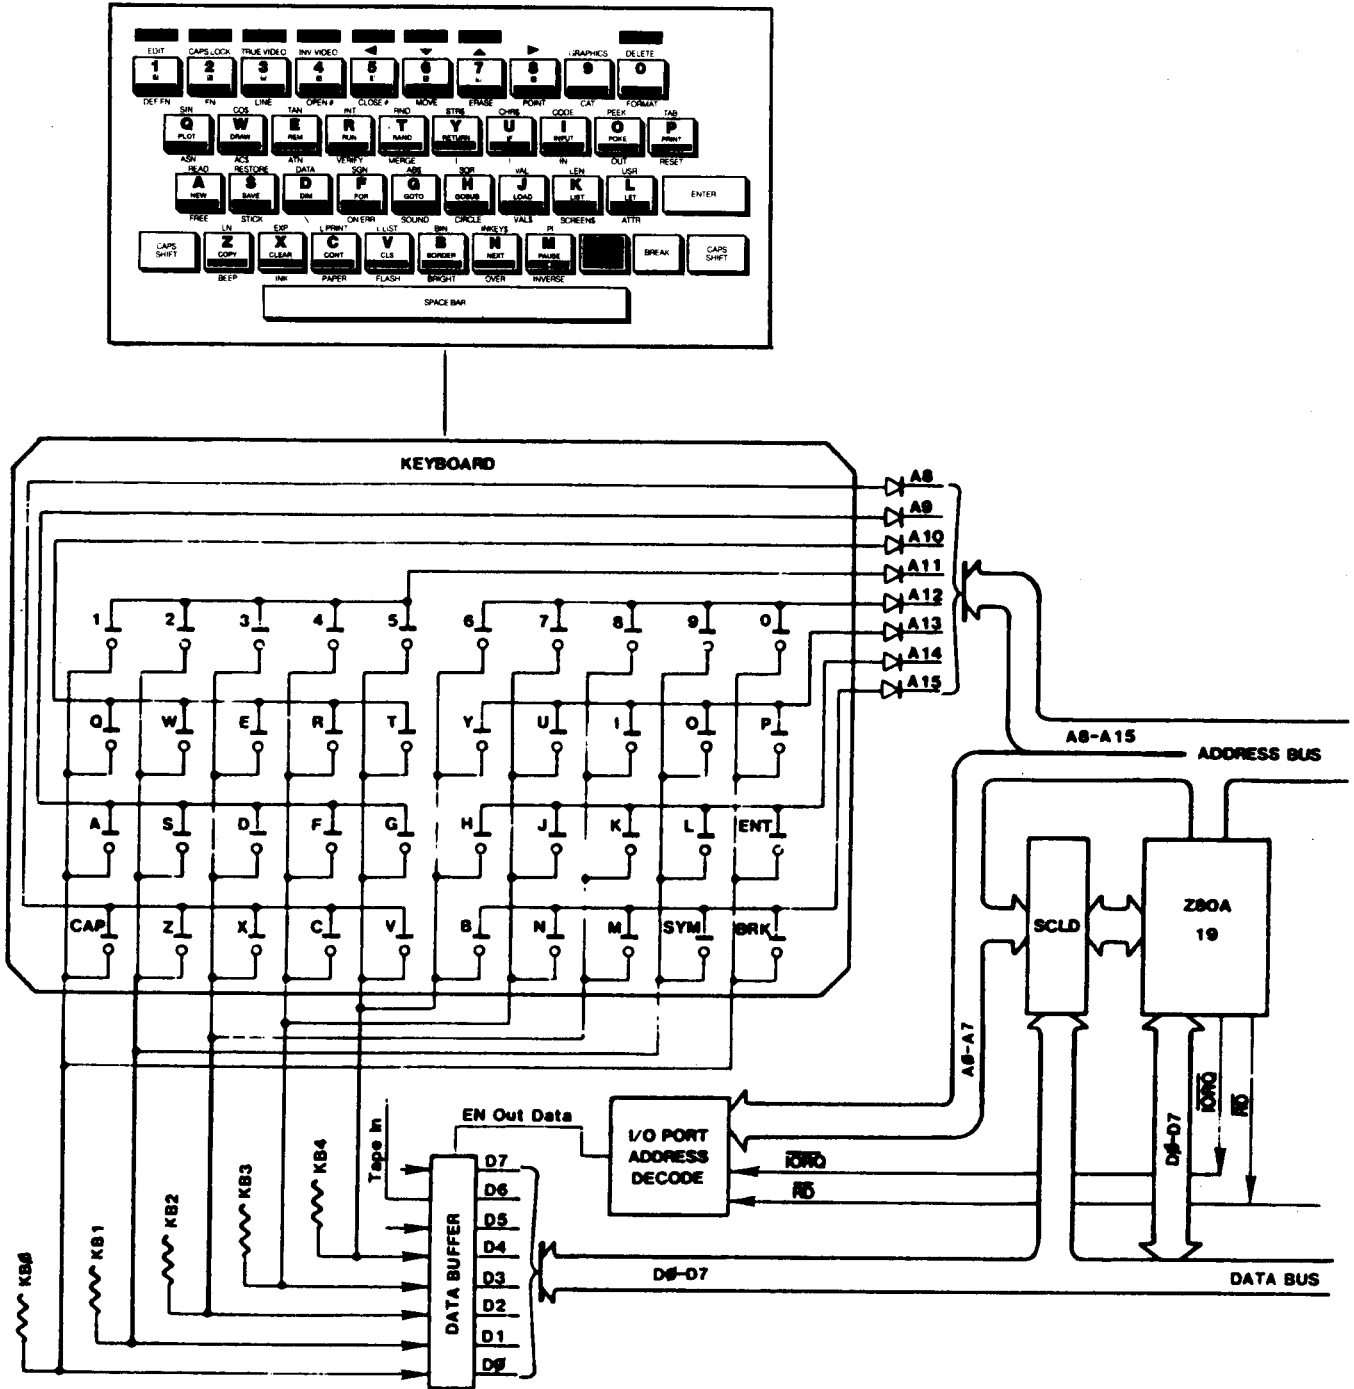 EDIT CAPS LOCK TRUE VIDEO INV VIDEO GRAPHICS DELETE
1 2 3 4 5 6 7 8 9 0
DEF FN FN LINE OPEN # CLOSE # MOVE ERASE POINT CAT FORMAT
SIN COS TAN INT RND STR$ CHR$ CODE PEEK TAB
Q W E R T Y U I O P
PLOT DRAW REM RUN RAND RETURN IF INPUT POKE PRINT
ASN ACS ATN VERIFY MERGE IN OUT RESET
READ RESTORE DATA SGN ABS SQR VAL LEN USR
A S D F G H J K L ENTER
NEW SAVE DIM FOR GOTO GOSUB LOAD LIST LET
FREE STICK \ ON ERR SOUND CIRCLE VAL$ SCREEN$ ATTR
LN EXP L PRINT L LIST BIN INKEY$ PI
CAPS SHIFT Z X C V B N M BREAK CAPS SHIFT
COPY CLEAR CONT CLS BORDER NEXT PAUSE
BEEP INK PAPER FLASH BRIGHT OVER INVERSE
SPACE BAR
KEYBOARD
A8
A9
A10
A11
A12
A13
A14
A15
1 2 3 4 5 6 7 8 9 0
Q W E R T Y U I O P
A S D F G H J K L ENT
CAP Z X C V B N M SYM BRK
A8-A15
ADDRESS BUS
SCLD
Z80A
19
A0-A7
D0-D7
IORQ
RD
EN Out Data
I/O PORT
ADDRESS
DECODE
IORQ
RD
Tape In
KB4
KB3
KB2
KB1
KB0
DATA BUFFER
D7
D6
D5
D4
D3
D2
D1
D0
D0-D7
DATA BUS